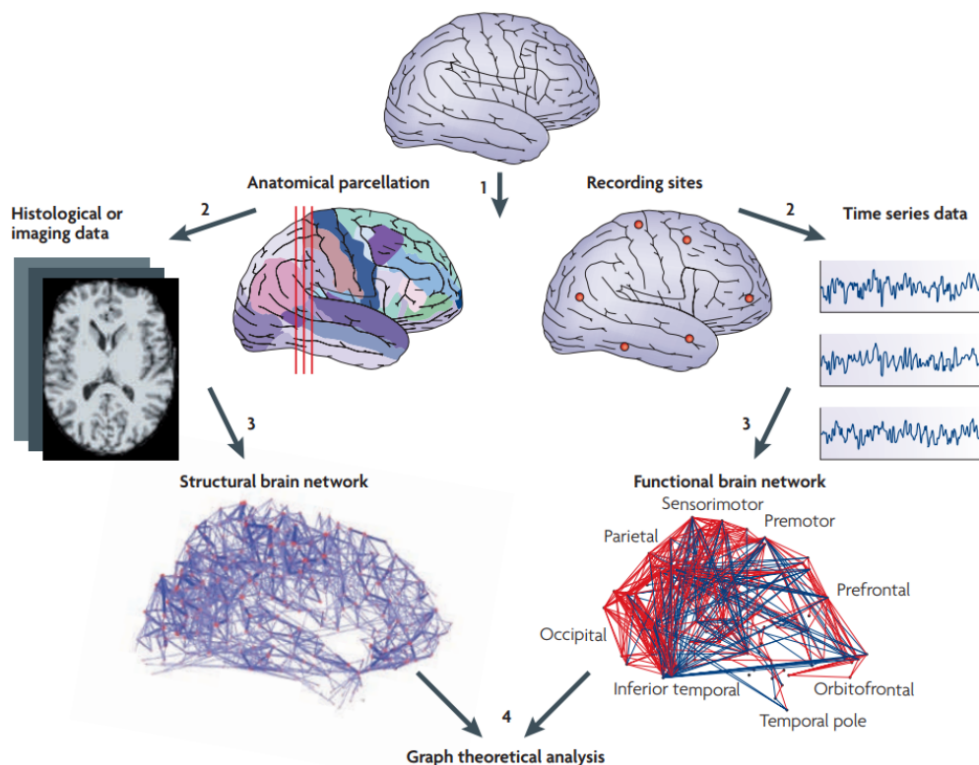 1
Anatomical parcellation
Recording sites
2
2
Histological or
imaging data
Time series data
3
3
Structural brain network
Functional brain network
Sensorimotor
Premotor
Parietal
Prefrontal
Occipital
Inferior temporal
Orbitofrontal
Temporal pole
4
Graph theoretical analysis